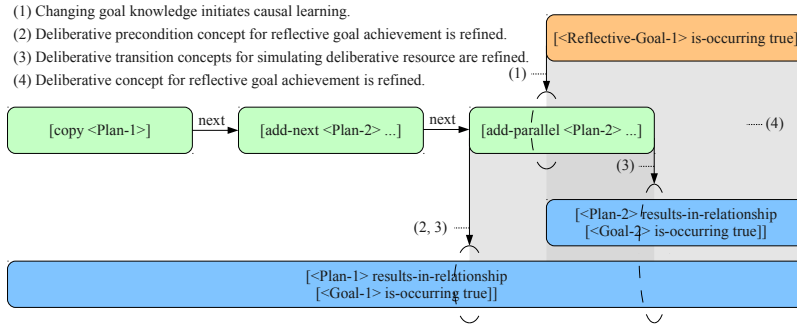 (1) Changing goal knowledge initiates causal learning.
(2) Deliberative precondition concept for reflective goal achievement is refined.
(3) Deliberative transition concepts for simulating deliberative resource are refined.
(4) Deliberative concept for reflective goal achievement is refined.
[<Reflective-Goal-1> is-occurring true]
(1)
[copy <Plan-1>]
next
[add-next <Plan-2> ...]
next
[add-parallel <Plan-2> ...]
(4)
(3)
(2, 3)
[<Plan-2> results-in-relationship
[<Goal-2> is-occurring true]]
[<Plan-1> results-in-relationship
[<Goal-1> is-occurring true]]